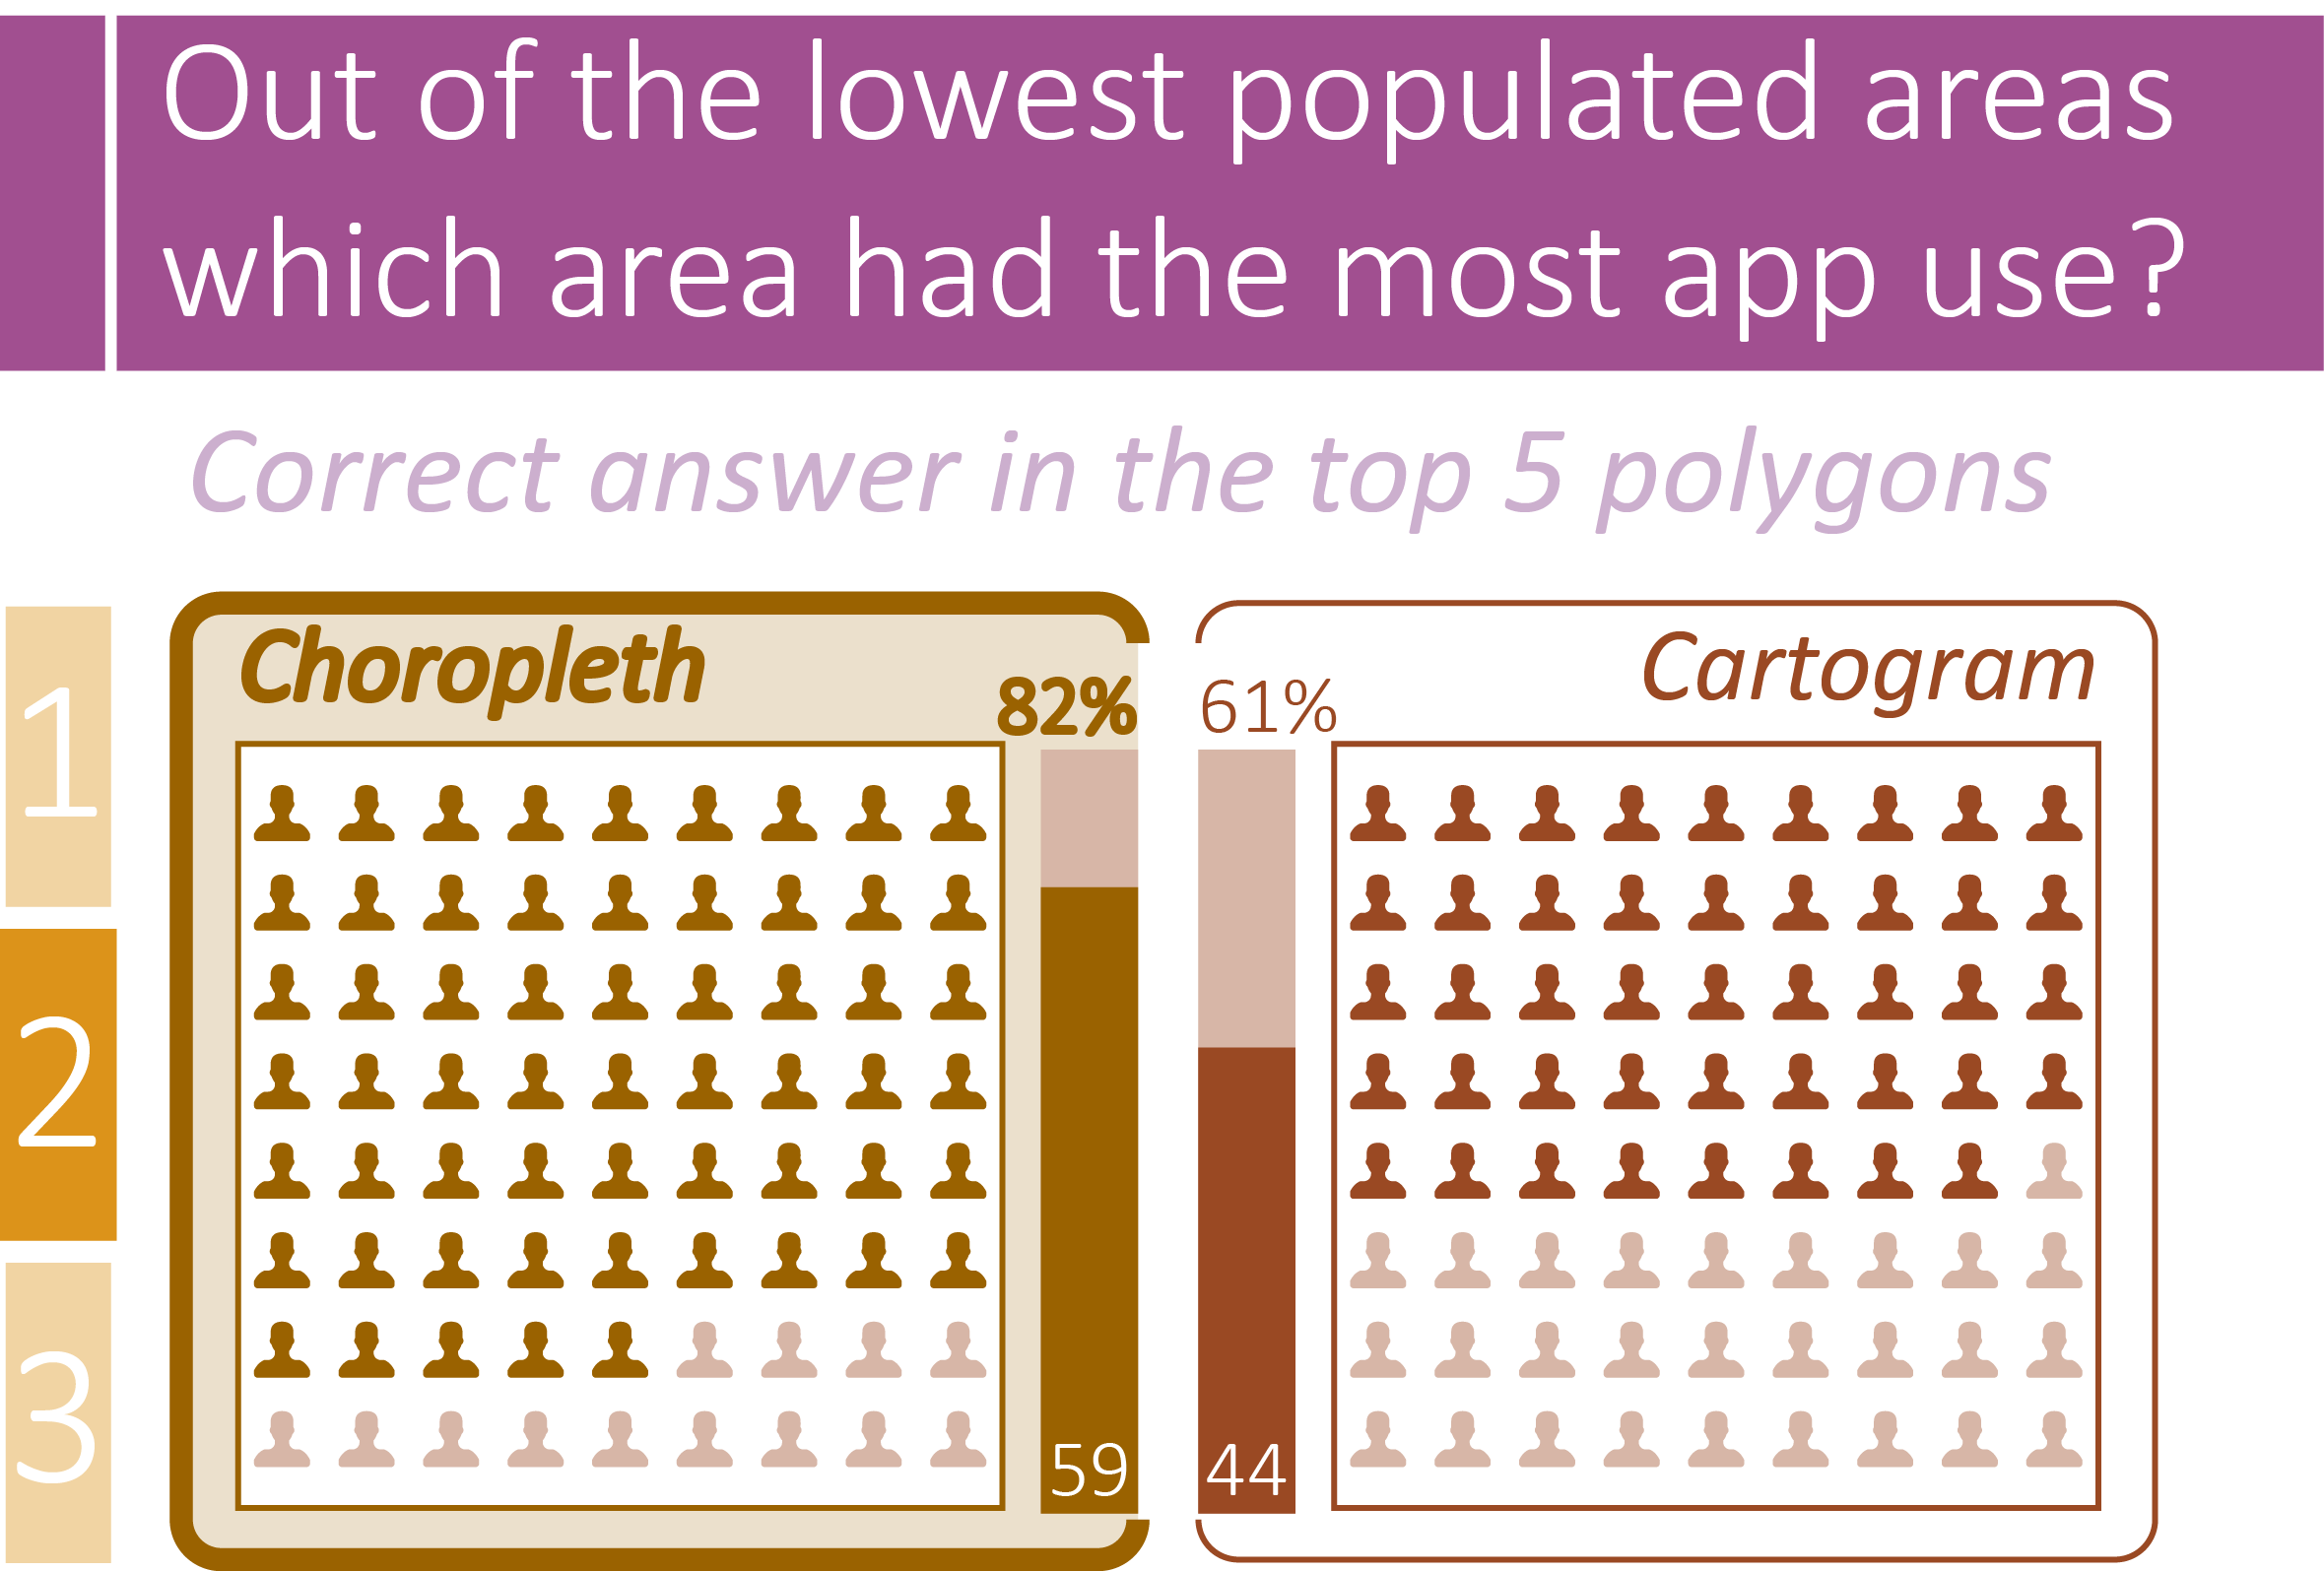 Out of the lowest populated areas
which area had the most app use?
Correct answer in the top 5 polygons
1
2
3
Choropleth
82%
59
61%
Cartogram
44